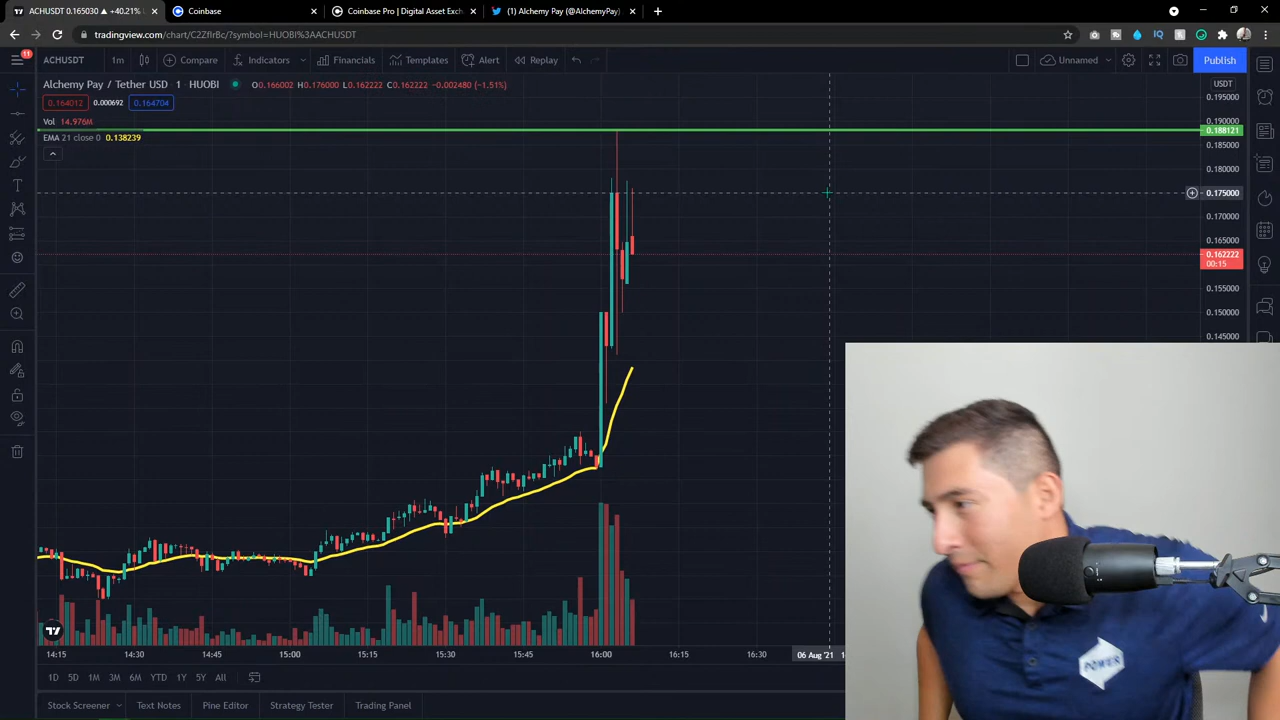 ACHUSDT 0.165030 ▲ +40.21%
Coinbase
Coinbase Pro | Digital Asset Exch
(1) Alchemy Pay (@AlchemyPay)
tradingview.com/chart/C2ZfIrBc/?symbol=HUOBI%3AACHUSDT
11
ACHUSDT
1m
Compare
Indicators
Financials
Templates
Alert
Replay
Unnamed
Publish
Alchemy Pay / Tether USD · 1 · HUOBI
O0.166002 H0.176000 L0.162222 C0.162222 −0.002480 (−1.51%)
USDT
0.164012 0.000692 0.164704
Vol 14.976M
EMA 21 close 0 0.138239
0.195000
0.190000
0.188121
0.185000
0.180000
0.175000
0.170000
0.165000
0.162222
00:15
0.155000
0.150000
0.145000
POWER
14:15 14:30 14:45 15:00 15:15 15:30 15:45 16:00 16:15 16:30 06 Aug '21
1D 5D 1M 3M 6M YTD 1Y 5Y All
Stock Screener Text Notes Pine Editor Strategy Tester Trading Panel